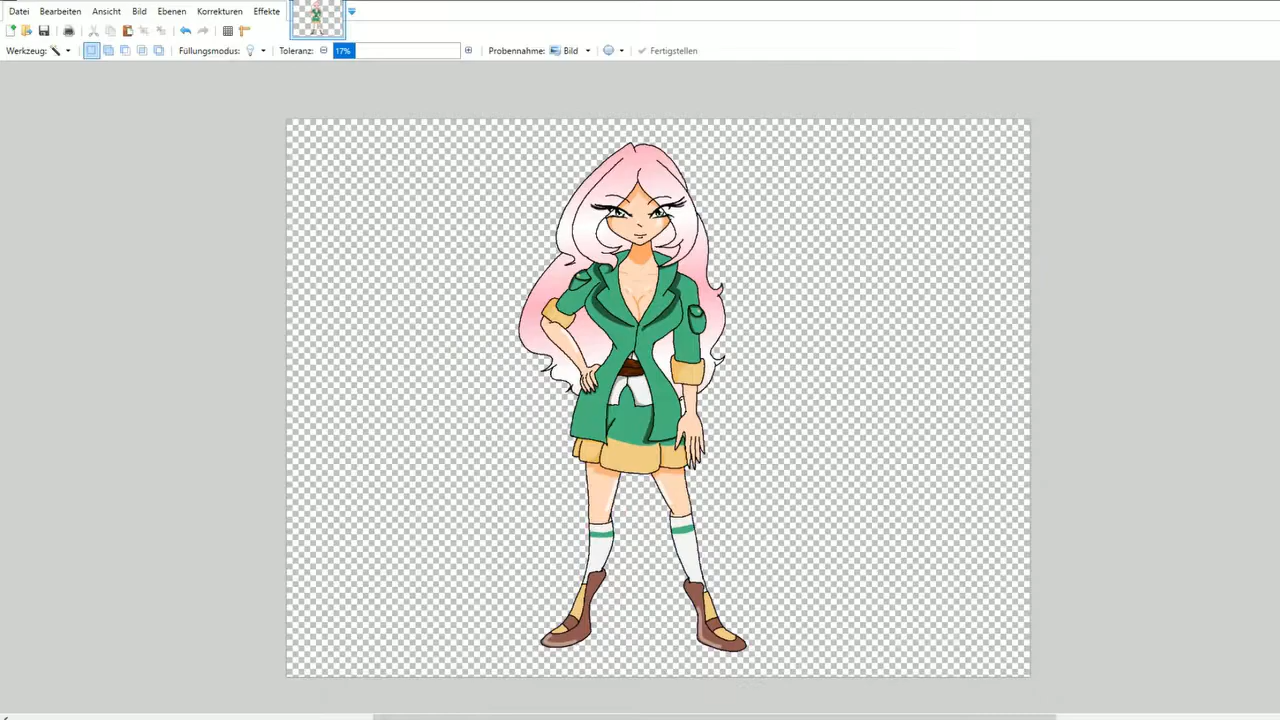 Datei Bearbeiten Ansicht Bild Ebenen Korrekturen Effekte
Werkzeug: Füllungsmodus: Toleranz: 17% Probennahme: Bild Fertigstellen